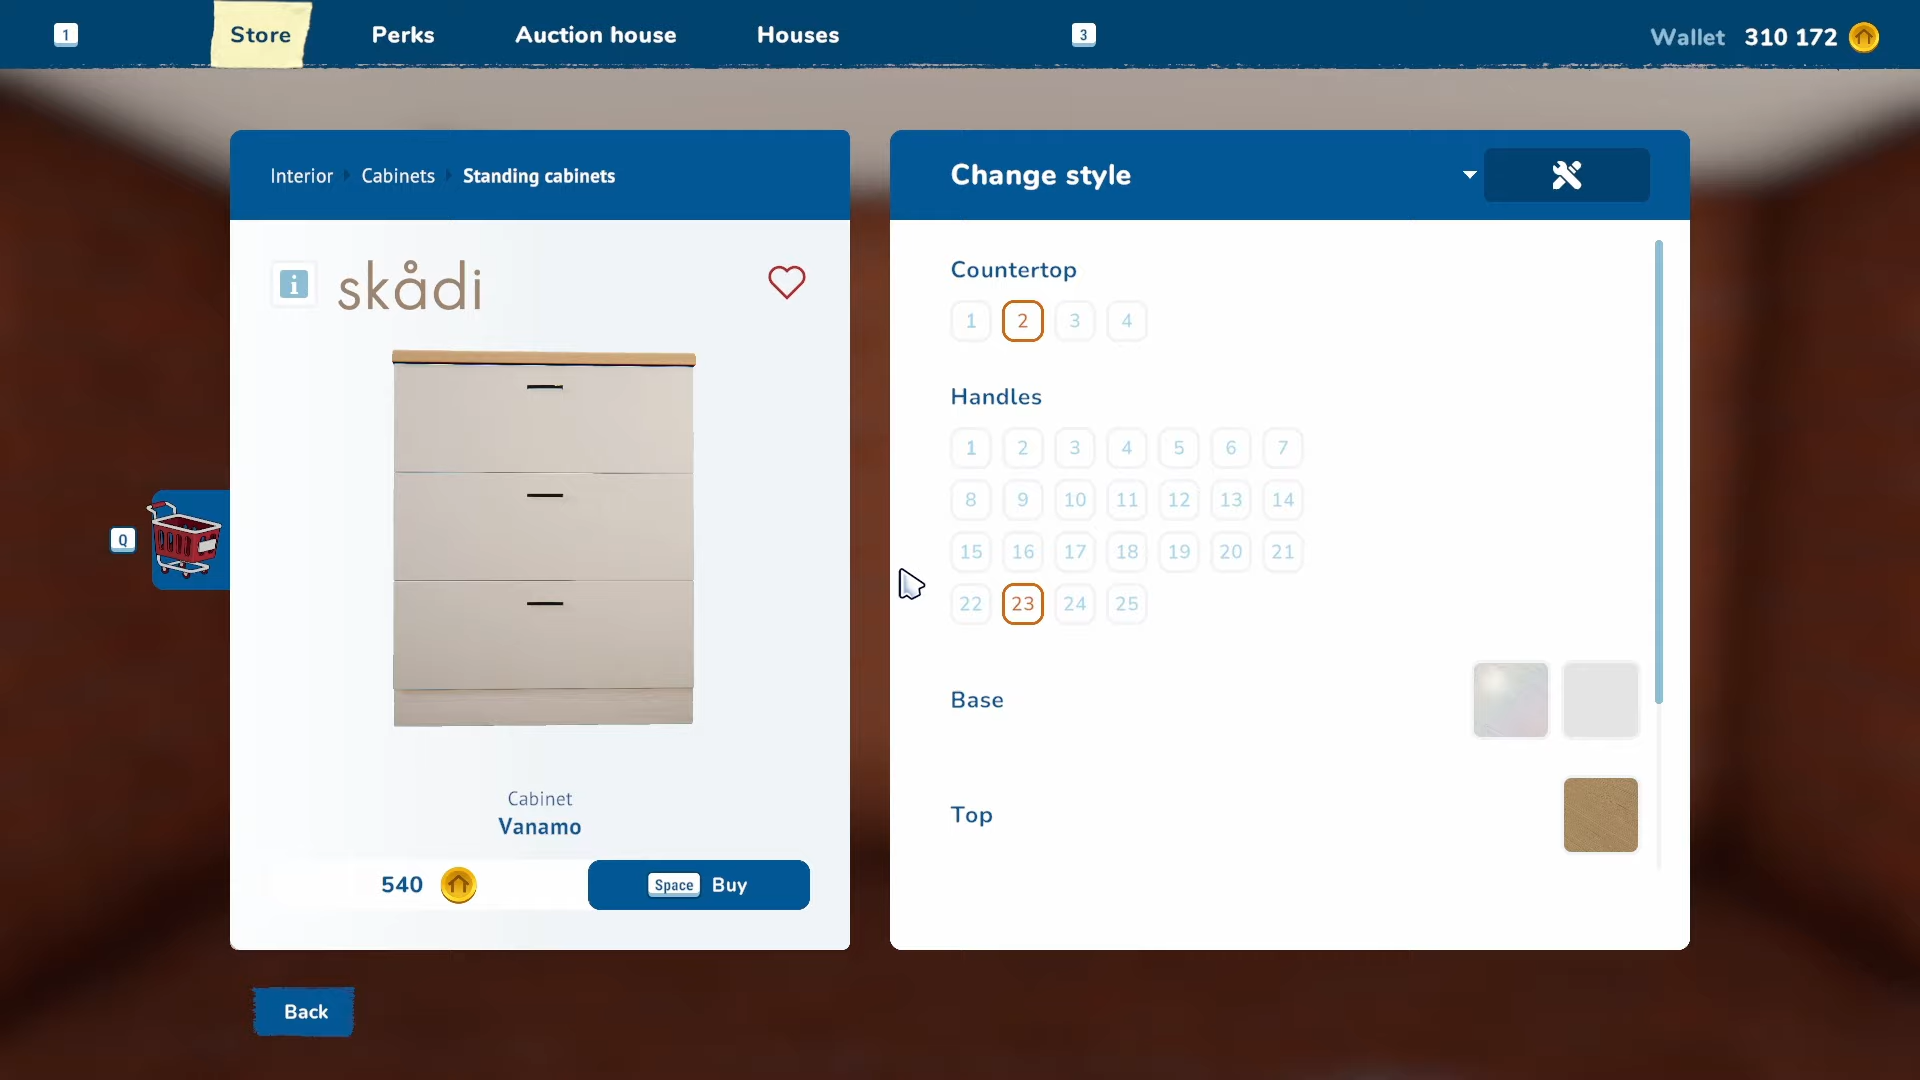 1 Store Perks Auction house Houses 3 Wallet 310 172
Interior Cabinets Standing cabinets
i skådi
Cabinet
Vanamo
540 Space Buy
Q
Back
Change style
Countertop
1 2 3 4
Handles
1 2 3 4 5 6 7
8 9 10 11 12 13 14
15 16 17 18 19 20 21
22 23 24 25
Base
Top